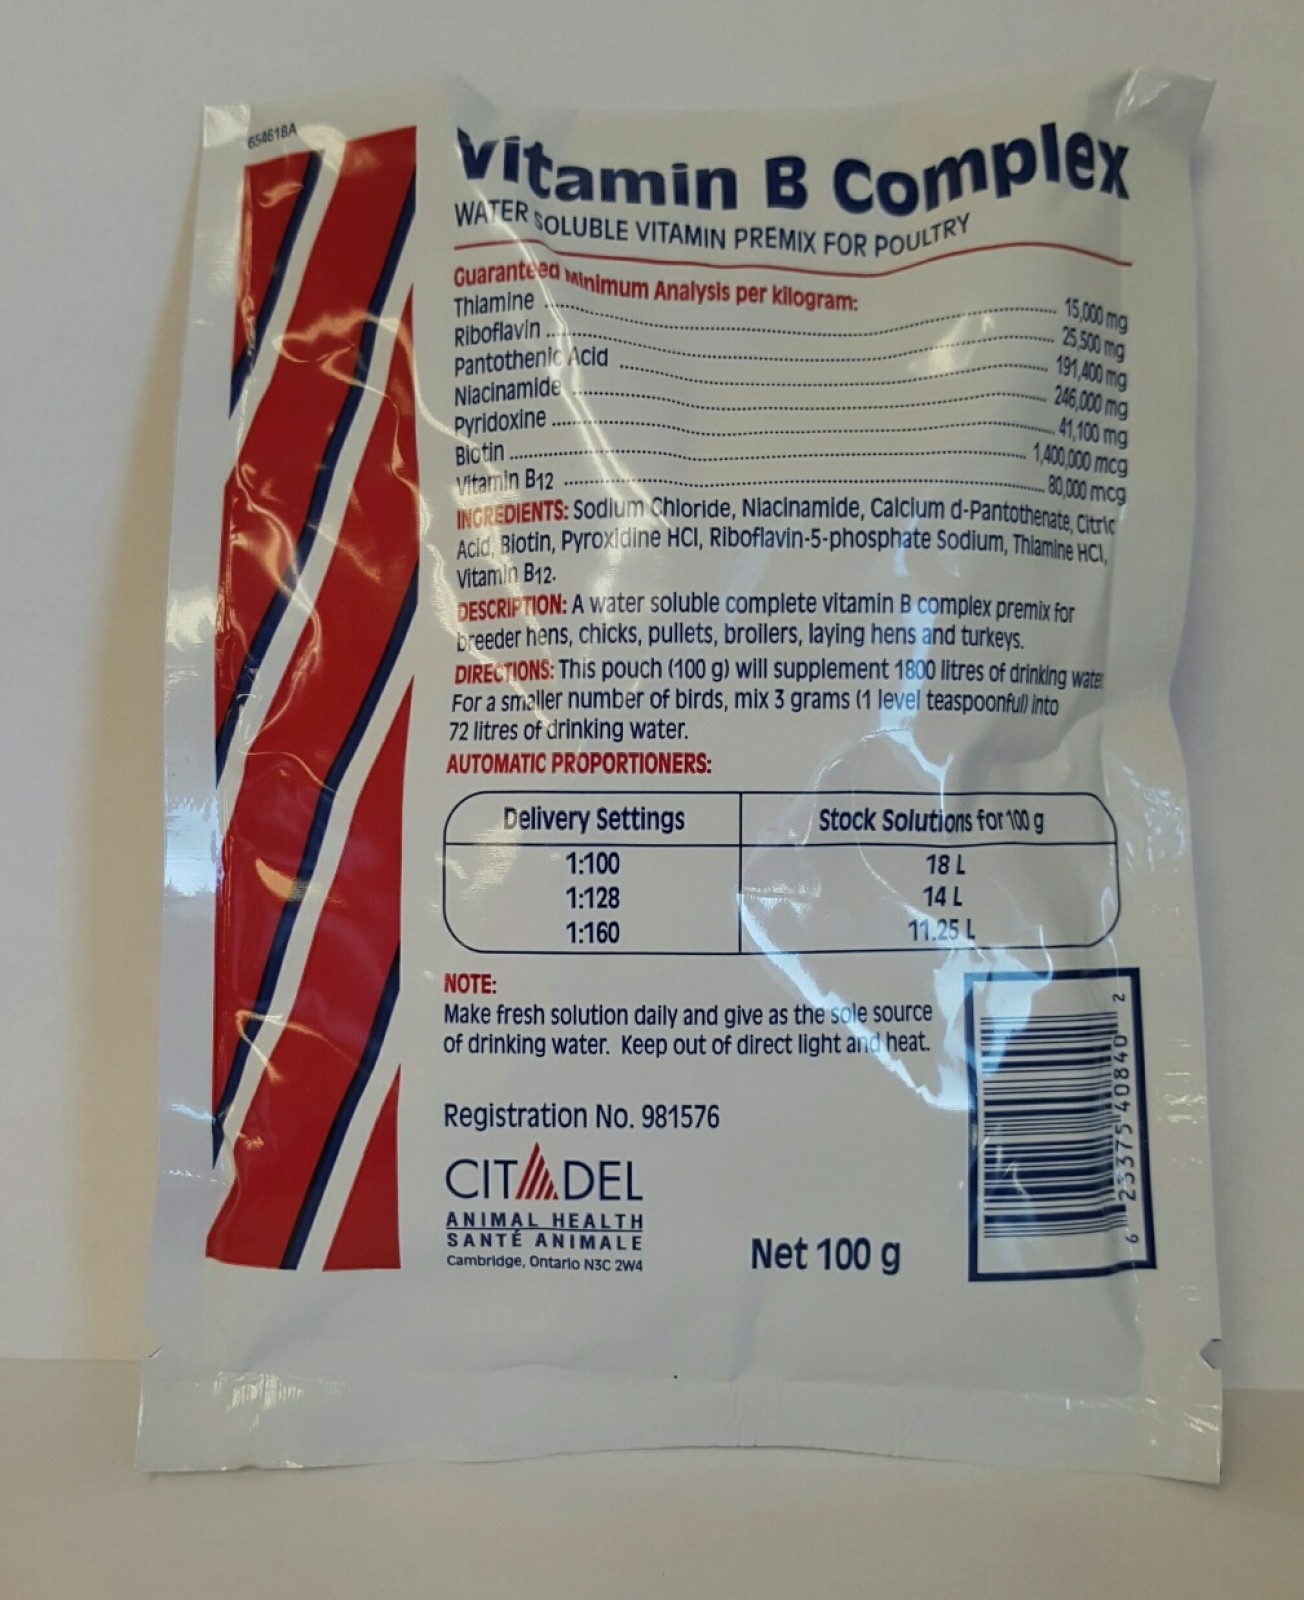 654618A
Vitamin B Complex
WATER SOLUBLE VITAMIN PREMIX FOR POULTRY
Guaranteed Minimum Analysis per kilogram:
Thiamine ........ 15,000 mg
Riboflavin ........ 25,500 mg
Pantothenic Acid ........ 191,400 mg
Niacinamide ........ 246,000 mg
Pyridoxine ........ 41,100 mg
Biotin ........ 1,400,000 mcg
Vitamin B12 ........ 80,000 mcg
INGREDIENTS: Sodium Chloride, Niacinamide, Calcium d-Pantothenate, Citric
Acid, Biotin, Pyroxidine HCl, Riboflavin-5-phosphate Sodium, Thiamine HCl,
Vitamin B12.
DESCRIPTION: A water soluble complete vitamin B complex premix for
breeder hens, chicks, pullets, broilers, laying hens and turkeys.
DIRECTIONS: This pouch (100 g) will supplement 1800 litres of drinking water
For a smaller number of birds, mix 3 grams (1 level teaspoonful) into
72 litres of drinking water.
AUTOMATIC PROPORTIONERS:
Delivery Settings Stock Solutions for 100 g
1:100 18 L
1:128 14 L
1:160 11.25 L
NOTE:
Make fresh solution daily and give as the sole source
of drinking water. Keep out of direct light and heat.
Registration No. 981576
CITADEL
ANIMAL HEALTH
SANTÉ ANIMALE
Cambridge, Ontario N3C 2W4
Net 100 g
6 23375 40840 2